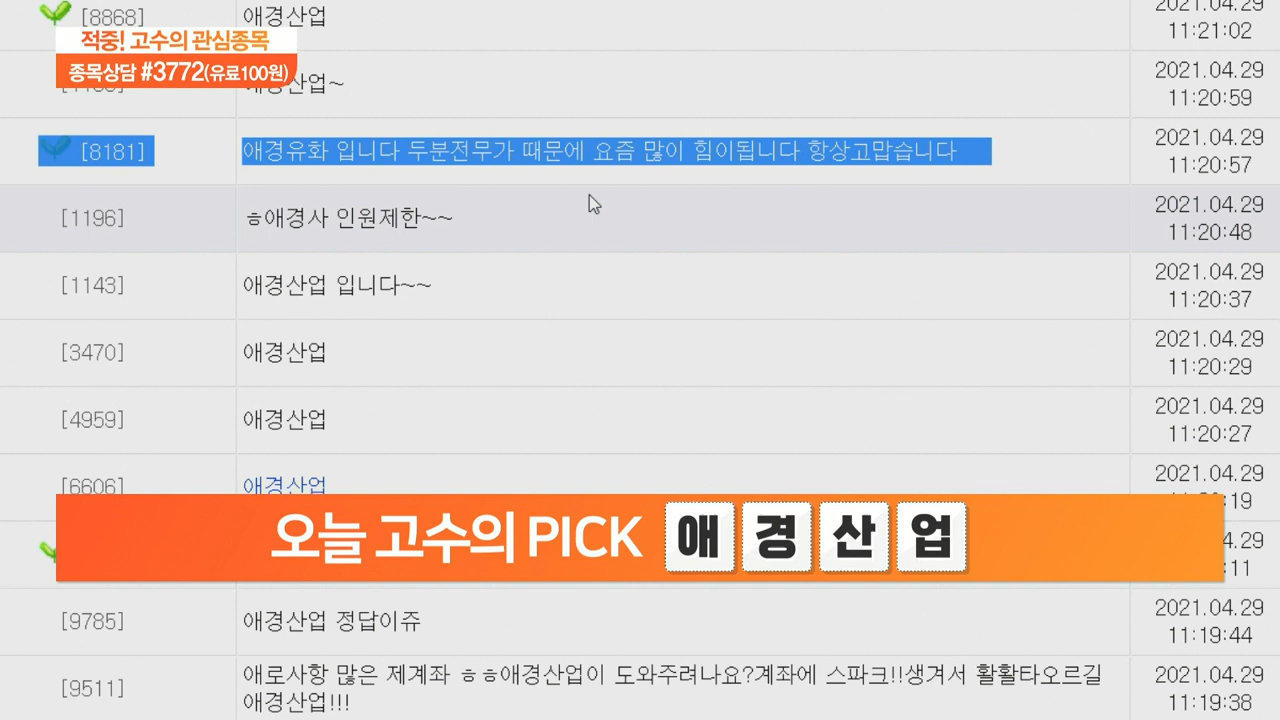 [8868] 애경산업 2021.04.29
11:21:02
적중! 고수의 관심종목
종목상담 #3772(유료100원)
애경산업~ 2021.04.29
11:20:59
[8181] 애경유화 입니다 두분전무가 때문에 요즘 많이 힘이됩니다 항상고맙습니다 2021.04.29
11:20:57
[1196] ㅎ애경사 인원제한~~ 2021.04.29
11:20:48
[1143] 애경산업 입니다~~ 2021.04.29
11:20:37
[3470] 애경산업 2021.04.29
11:20:29
[4959] 애경산업 2021.04.29
11:20:27
[6606] 애경산업 2021.04.29
19
오늘 고수의 PICK 애경산업
4.29
:11
[9785] 애경산업 정답이쥬 2021.04.29
11:19:44
[9511] 애로사항 많은 제계좌 ㅎㅎ애경산업이 도와주려나요?계좌에 스파크!!생겨서 활활타오르길 2021.04.29
애경산업!!! 11:19:38